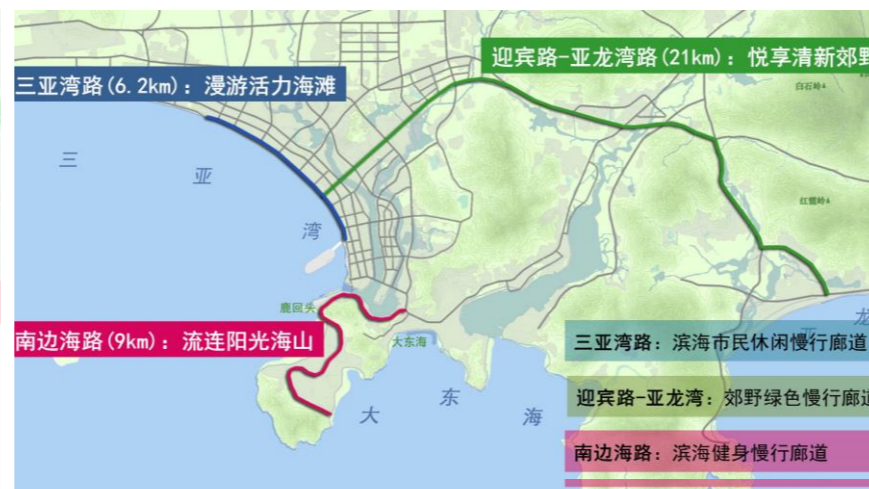 迎宾路-亚龙湾路(21km)：悦享清新郊野
三亚湾路(6.2km)：漫游活力海滩
白石岭
三
亚
湾
红霞岭
鹿回头
龙
南边海路(9km)：流连阳光海山
大东海
亚
三亚湾路：滨海市民休闲慢行廊道
大
东
海
迎宾路-亚龙湾：郊野绿色慢行廊道
南边海路：滨海健身慢行廊道